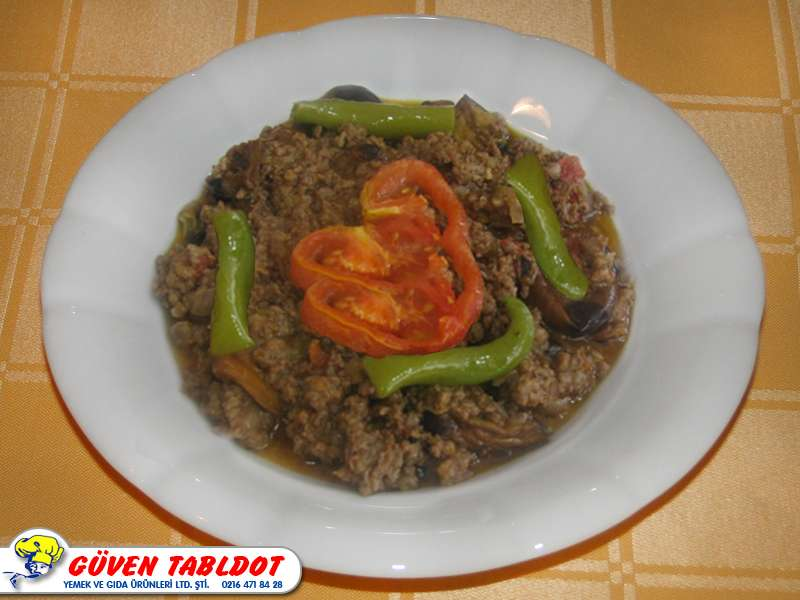 GÜVEN TABLDOT
YEMEK VE GIDA ÜRÜNLERİ LTD. ŞTİ. 0216 471 84 28